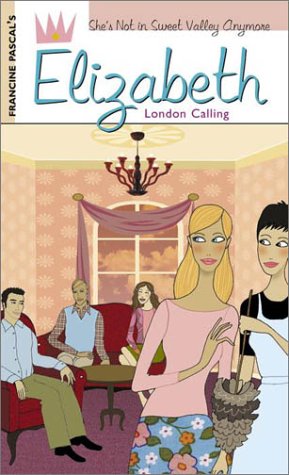 She's Not in Sweet Valley Anymore
FRANCINE PASCAL'S
Elizabeth
London Calling